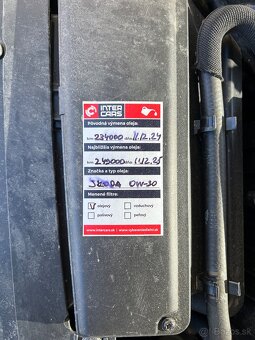 INTER
CARS
Pôvodná výmena oleja:
km: 234000 dňa: 11.12.24
Najbližšia výmena oleja:
km: 249000 dňa: 11.12.25
Značka a typ oleja:
ŠKODA 0W-30
Menené filtre:
olejový
vzduchový
palivový
peľový
www.intercars.sk